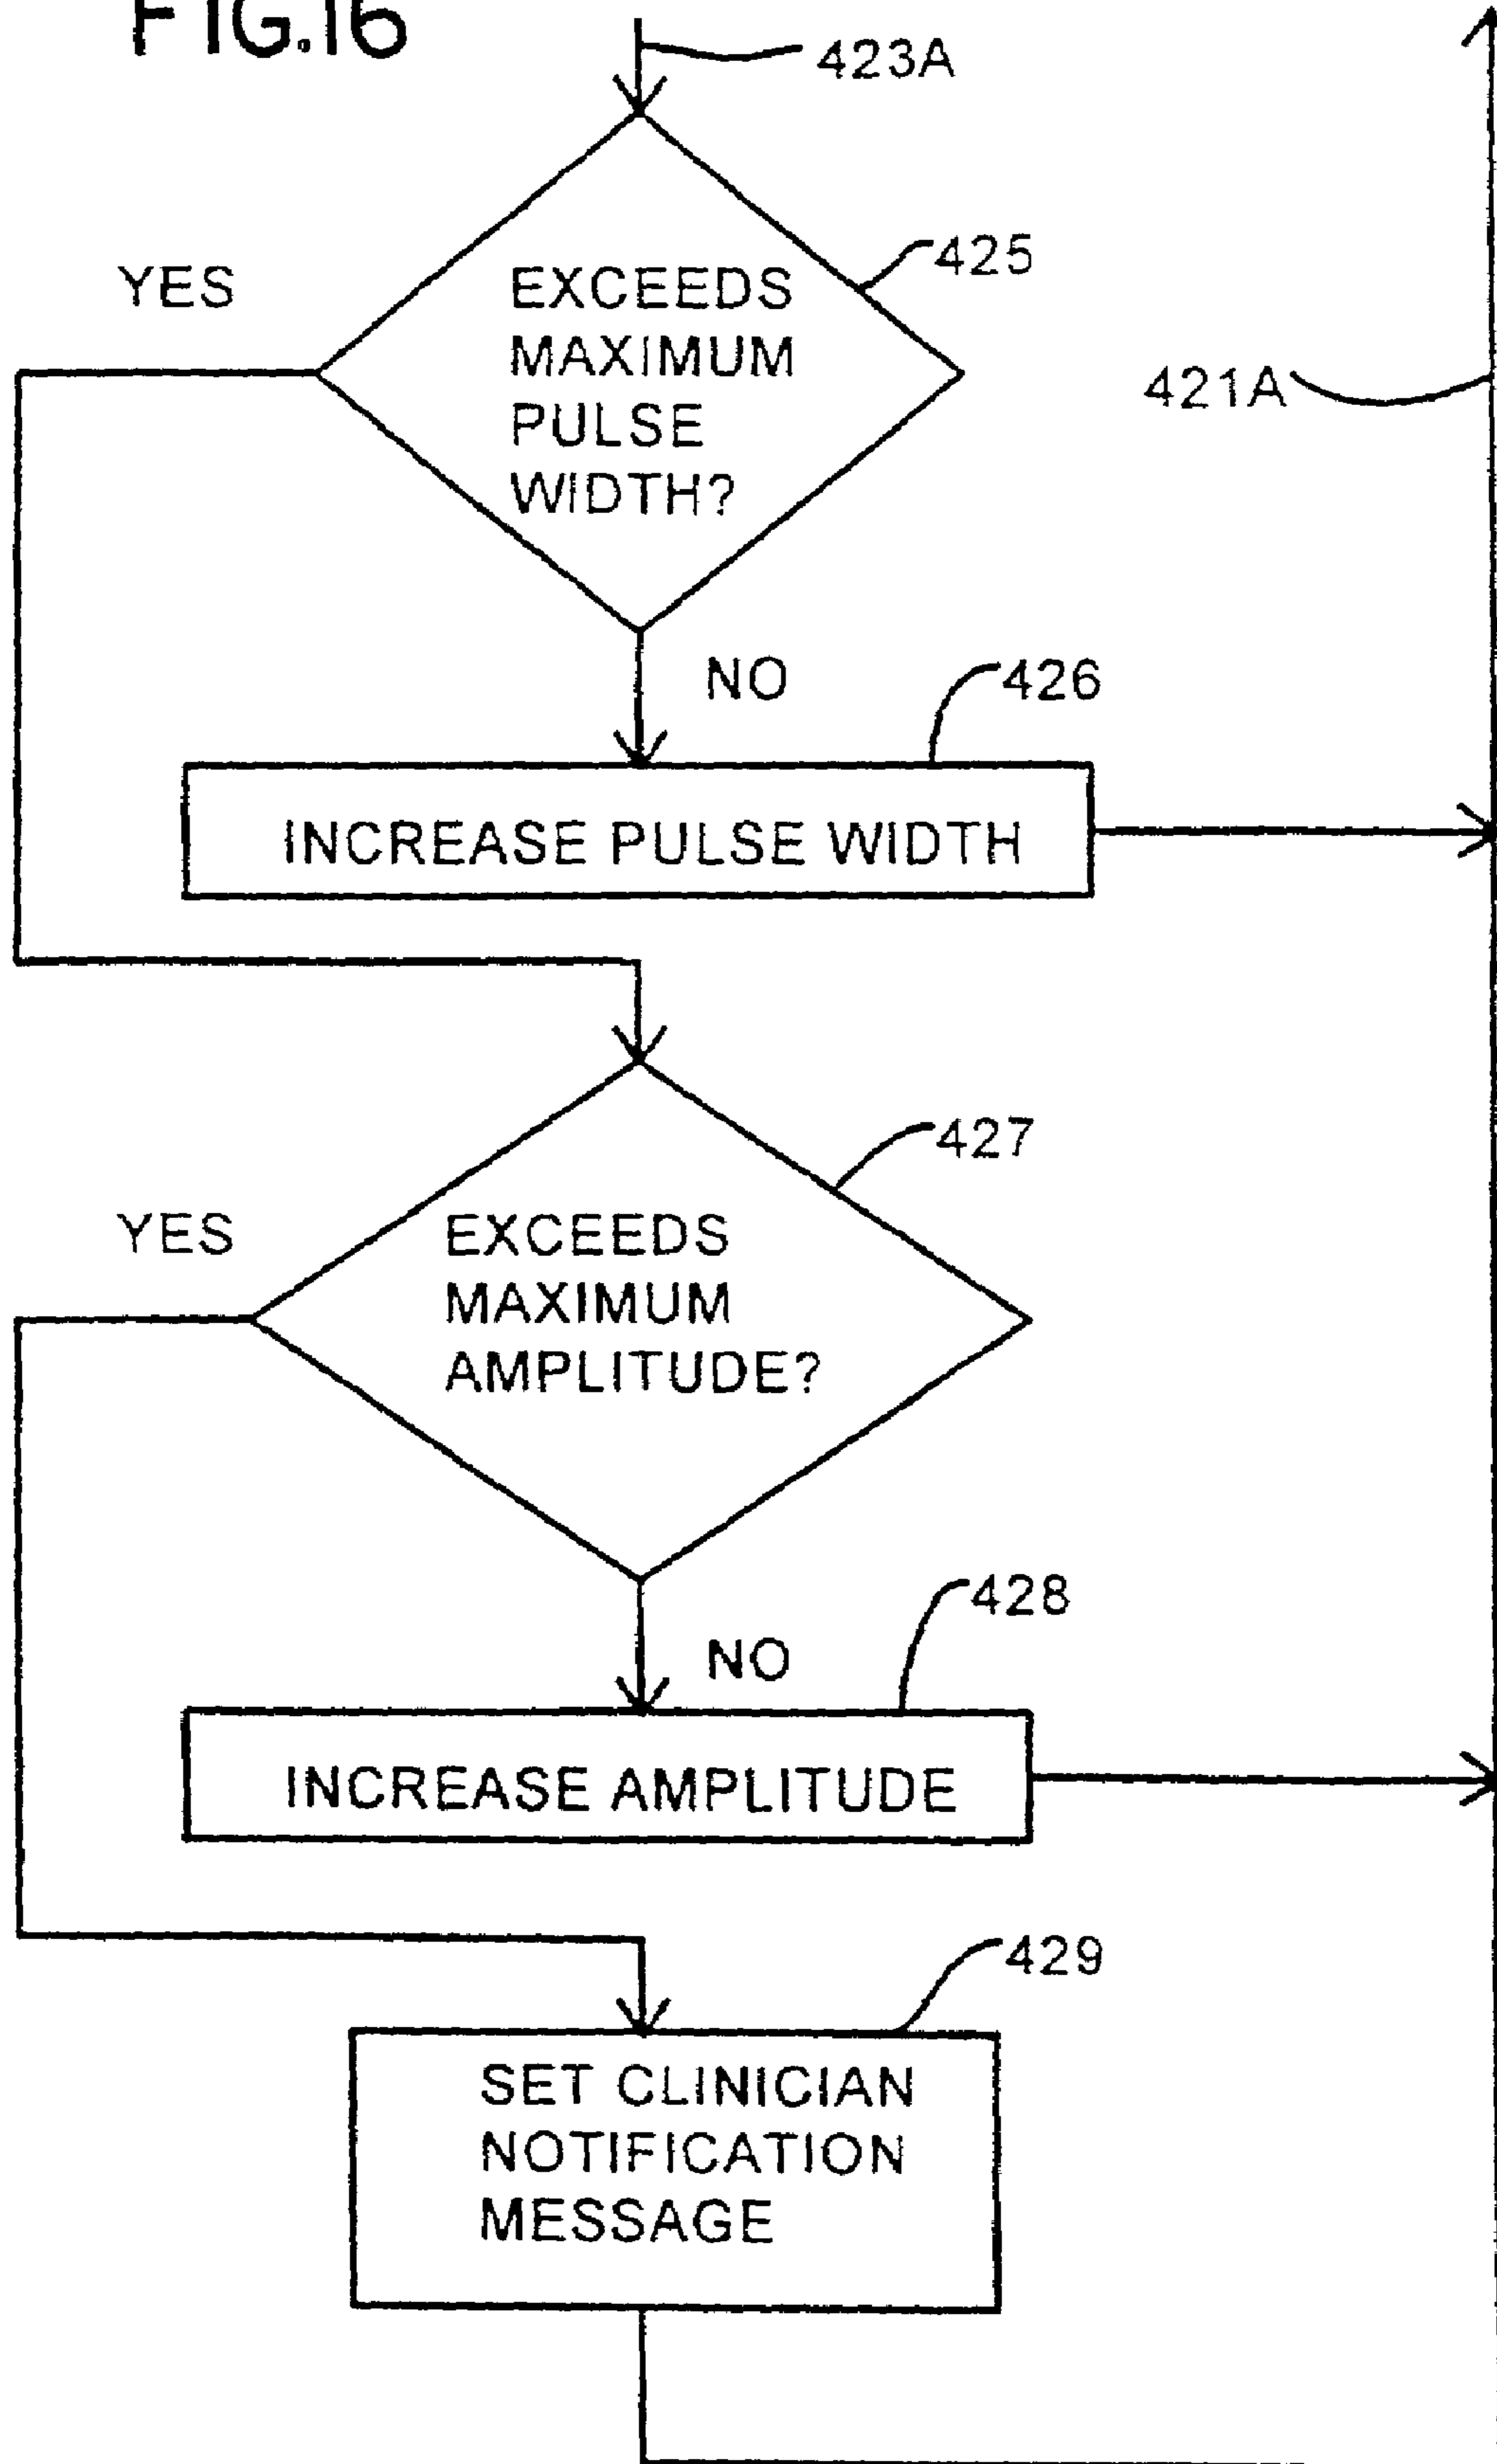 FIG.16
423A
425
YES
EXCEEDS
MAXIMUM
PULSE
WIDTH?
421A
NO
426
INCREASE PULSE WIDTH
427
YES
EXCEEDS
MAXIMUM
AMPLITUDE?
428
NO
INCREASE AMPLITUDE
429
SET CLINICIAN
NOTIFICATION
MESSAGE